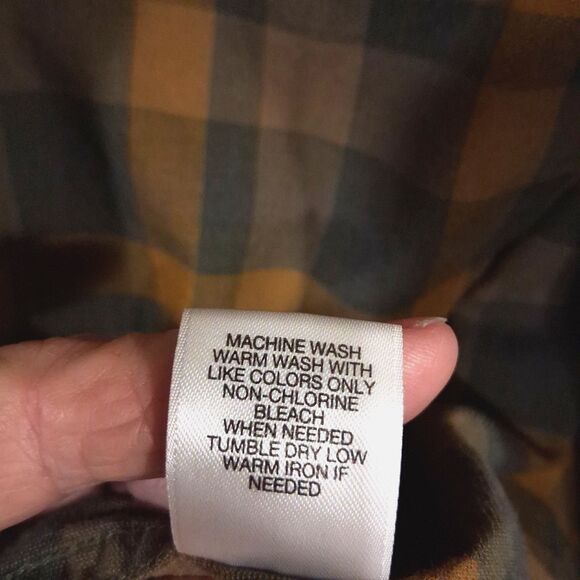 MACHINE WASH
WARM WASH WITH
LIKE COLORS ONLY
NON-CHLORINE
BLEACH
WHEN NEEDED
TUMBLE DRY LOW
WARM IRON IF
NEEDED